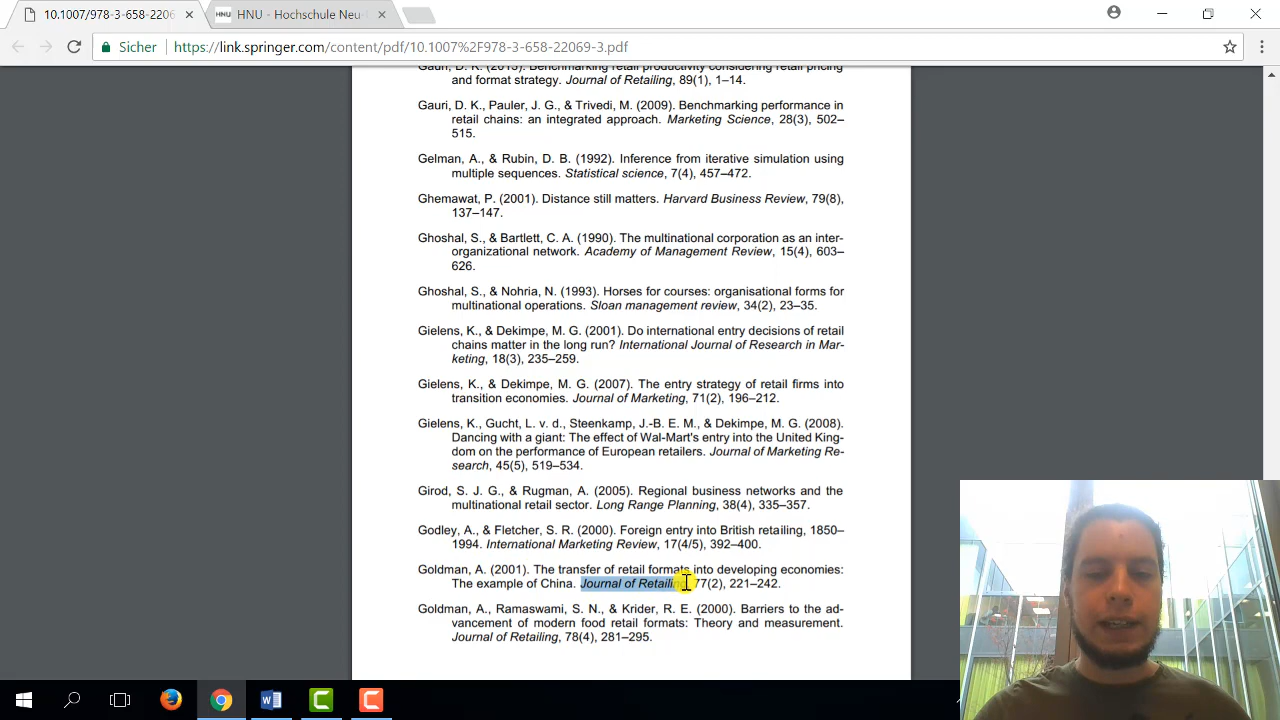 10.1007/978-3-658-2206
HNU - Hochschule Neu-
Sicher
https://link.springer.com/content/pdf/10.1007%2F978-3-658-22069-3.pdf
Gauri, D. K. (2013). Benchmarking retail productivity considering retail pricing
and format strategy. Journal of Retailing, 89(1), 1–14.
Gauri, D. K., Pauler, J. G., & Trivedi, M. (2009). Benchmarking performance in
retail chains: an integrated approach. Marketing Science, 28(3), 502–
515.
Gelman, A., & Rubin, D. B. (1992). Inference from iterative simulation using
multiple sequences. Statistical science, 7(4), 457–472.
Ghemawat, P. (2001). Distance still matters. Harvard Business Review, 79(8),
137–147.
Ghoshal, S., & Bartlett, C. A. (1990). The multinational corporation as an inter-
organizational network. Academy of Management Review, 15(4), 603–
626.
Ghoshal, S., & Nohria, N. (1993). Horses for courses: organisational forms for
multinational operations. Sloan management review, 34(2), 23–35.
Gielens, K., & Dekimpe, M. G. (2001). Do international entry decisions of retail
chains matter in the long run? International Journal of Research in Mar-
keting, 18(3), 235–259.
Gielens, K., & Dekimpe, M. G. (2007). The entry strategy of retail firms into
transition economies. Journal of Marketing, 71(2), 196–212.
Gielens, K., Gucht, L. v. d., Steenkamp, J.-B. E. M., & Dekimpe, M. G. (2008).
Dancing with a giant: The effect of Wal-Mart's entry into the United King-
dom on the performance of European retailers. Journal of Marketing Re-
search, 45(5), 519–534.
Girod, S. J. G., & Rugman, A. (2005). Regional business networks and the
multinational retail sector. Long Range Planning, 38(4), 335–357.
Godley, A., & Fletcher, S. R. (2000). Foreign entry into British retailing, 1850–
1994. International Marketing Review, 17(4/5), 392–400.
Goldman, A. (2001). The transfer of retail formats into developing economies:
The example of China. Journal of Retailing, 77(2), 221–242.
Goldman, A., Ramaswami, S. N., & Krider, R. E. (2000). Barriers to the ad-
vancement of modern food retail formats: Theory and measurement.
Journal of Retailing, 78(4), 281–295.